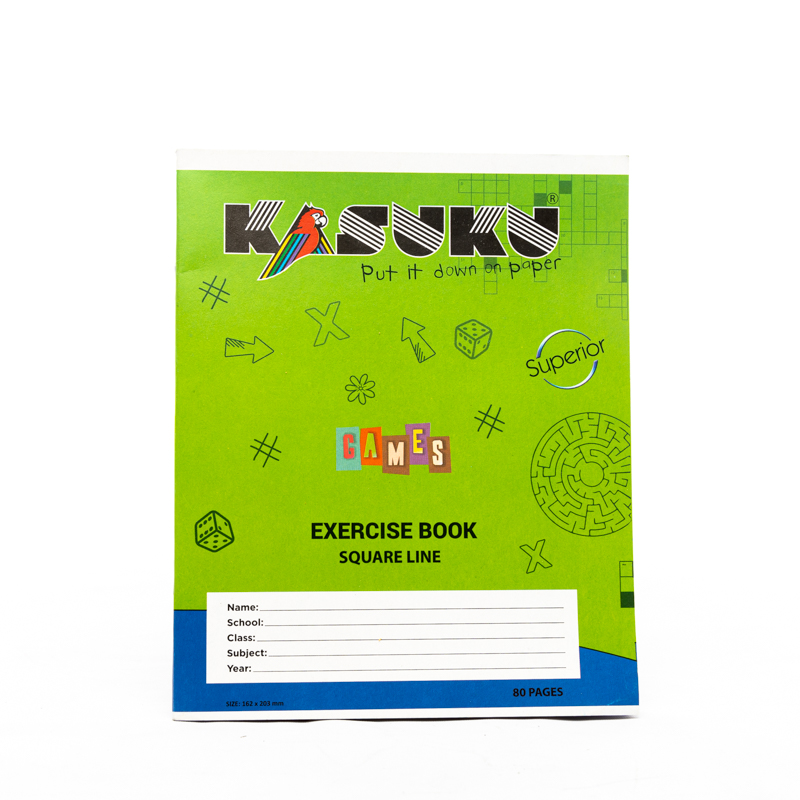 KASUKU®
Put it down on paper
Superior
GAMES
EXERCISE BOOK
SQUARE LINE
Name:
School:
Class:
Subject:
Year:
80 PAGES
SIZE: 162 x 203 mm